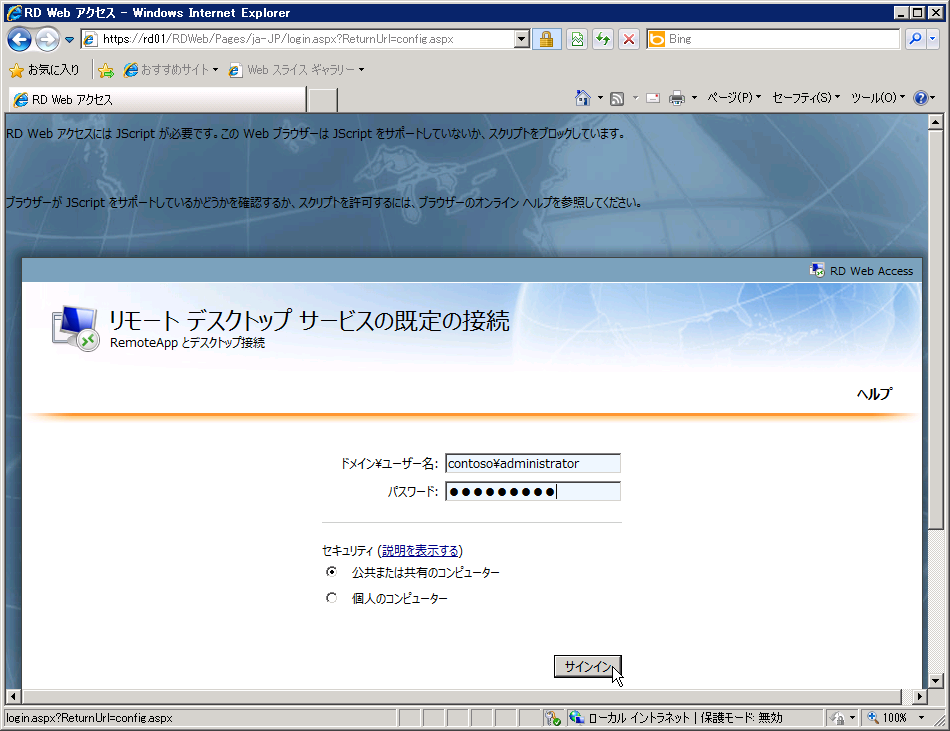 RD Web アクセス - Windows Internet Explorer
https://rd01/RDWeb/Pages/ja-JP/login.aspx?ReturnUrl=config.aspx
Bing
お気に入り
おすすめサイト
Web スライス ギャラリー
RD Web アクセス
ページ(P)
セーフティ(S)
ツール(O)
RD Web アクセスには JScript が必要です。この Web ブラウザーは JScript をサポートしていないか、スクリプトをブロックしています。
ブラウザーが JScript をサポートしているかどうかを確認するか、スクリプトを許可するには、ブラウザーのオンライン ヘルプを参照してください。
RD Web Access
リモート デスクトップ サービスの既定の接続
RemoteApp とデスクトップ接続
ヘルプ
ドメイン¥ユーザー名: contoso¥administrator
パスワード: ●●●●●●●●●
セキュリティ (説明を表示する)
公共または共有のコンピューター
個人のコンピューター
サインイン
login.aspx?ReturnUrl=config.aspx
ローカル イントラネット | 保護モード: 無効
100%